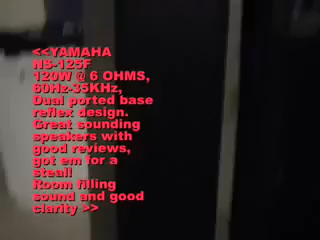 <<YAMAHA
NS-125F
120W @ 6 OHMS,
60Hz-35KHz,
Dual ported base
reflex design.
Great sounding
speakers with
good reviews,
got em for a
steal!
Room filling
sound and good
clarity >>